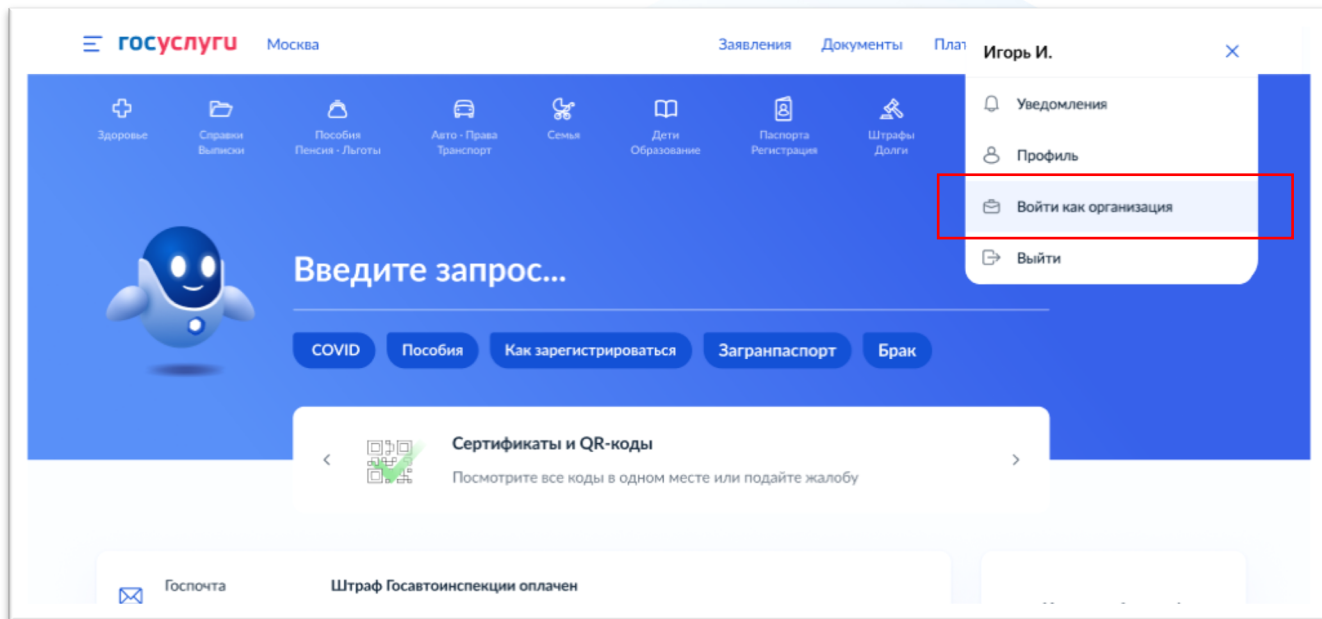 госуслуги
Москва
Заявления
Документы
Игорь И.
Уведомления
Профиль
Войти как организация
Выйти
Здоровье
Справки
Выписки
Пособия
Пенсия · Льготы
Авто · Права
Транспорт
Семья
Дети
Образование
Паспорта
Регистрация
Штрафы
Долги
Введите запрос...
COVID
Пособия
Как зарегистрироваться
Загранпаспорт
Брак
Сертификаты и QR-коды
Посмотрите все коды в одном месте или подайте жалобу
Госпочта
Штраф Госавтоинспекции оплачен